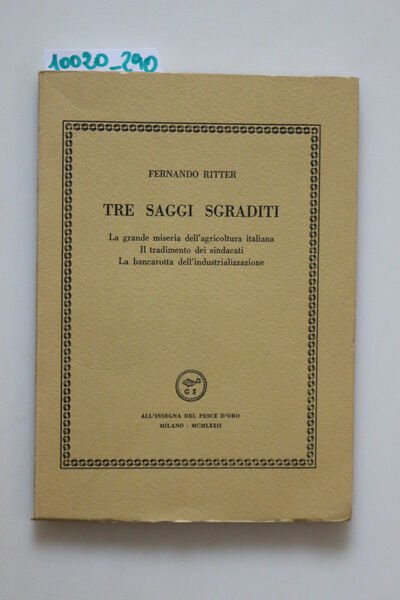 10020_290
FERNANDO RITTER
TRE SAGGI SGRADITI
La grande miseria dell'agricoltura italiana
Il tradimento dei sindacati
La bancarotta dell'industrializzazione
G S
ALL'INSEGNA DEL PESCE D'ORO
MILANO - MCMLXXII